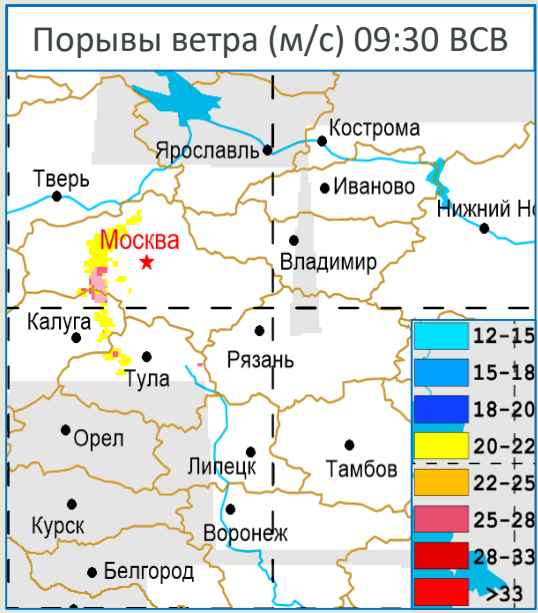 Порывы ветра (м/с) 09:30 ВСВ
Кострома
Ярославль
Тверь
Иваново
Нижний Но
Москва
Владимир
Калуга
Рязань
Тула
12-15
15-18
18-20
20-22
22-25
25-28
28-33
>33
Орел
Липецк
Тамбов
Курск
Воронеж
Белгород